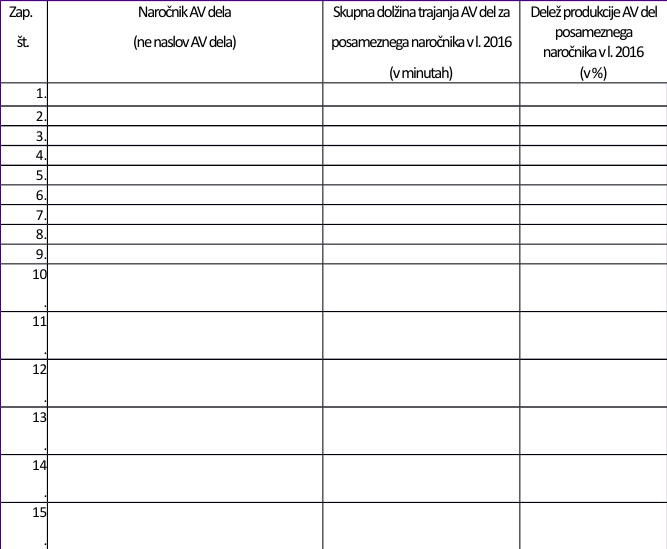 Zap.
št.
Naročnik AV dela
(ne naslov AV dela)
Skupna dolžina trajanja AV del za
posameznega naročnika v l. 2016
(v minutah)
Delež produkcije AV del
posameznega
naročnika v l. 2016
(v %)
1.
2.
3.
4.
5.
6.
7.
8.
9.
10
.
11
.
12
.
13
.
14
.
15
.